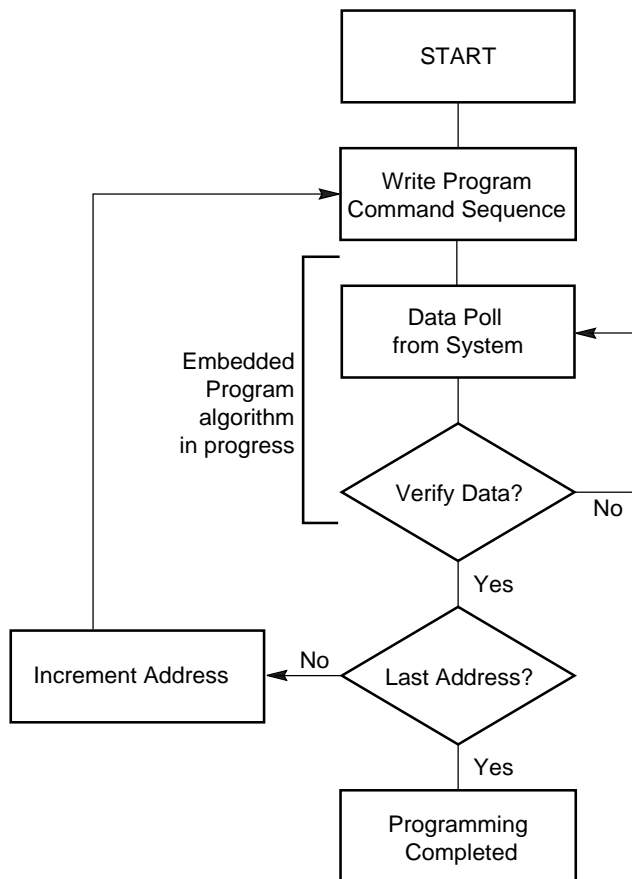 START
Write Program
Command Sequence
Data Poll
from System
Embedded
Program
algorithm
in progress
Verify Data?
No
Yes
Increment Address
No
Last Address?
Yes
Programming
Completed